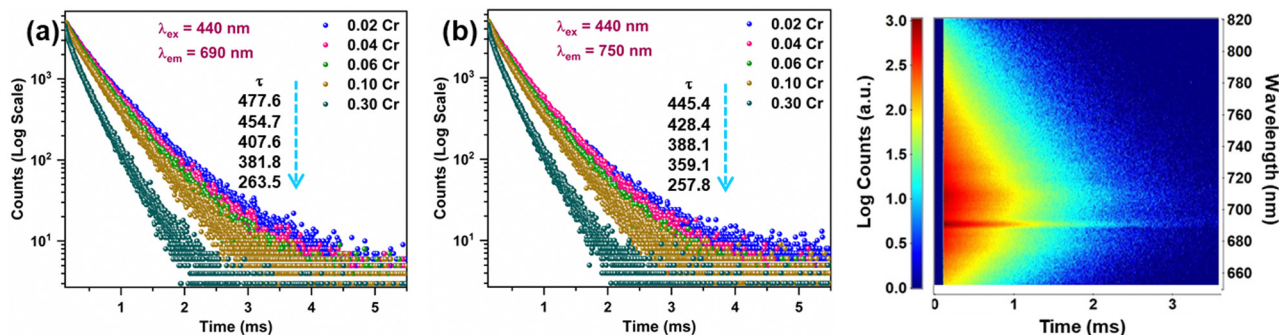 (a)
λex = 440 nm
λem = 690 nm
0.02 Cr
0.04 Cr
0.06 Cr
0.10 Cr
0.30 Cr
τ
477.6
454.7
407.6
381.8
263.5
10³
10²
10¹
Counts (Log Scale)
1 2 3 4 5
Time (ms)
(b)
λex = 440 nm
λem = 750 nm
0.02 Cr
0.04 Cr
0.06 Cr
0.10 Cr
0.30 Cr
τ
445.4
428.4
388.1
359.1
257.8
10³
10²
10¹
Counts (Log Scale)
1 2 3 4 5
Time (ms)
3.0
2.5
2.0
1.5
1.0
0.5
0.0
Log Counts (a.u.)
820
800
780
760
740
720
700
680
660
Wavelength (nm)
0 1 2 3
Time (ms)